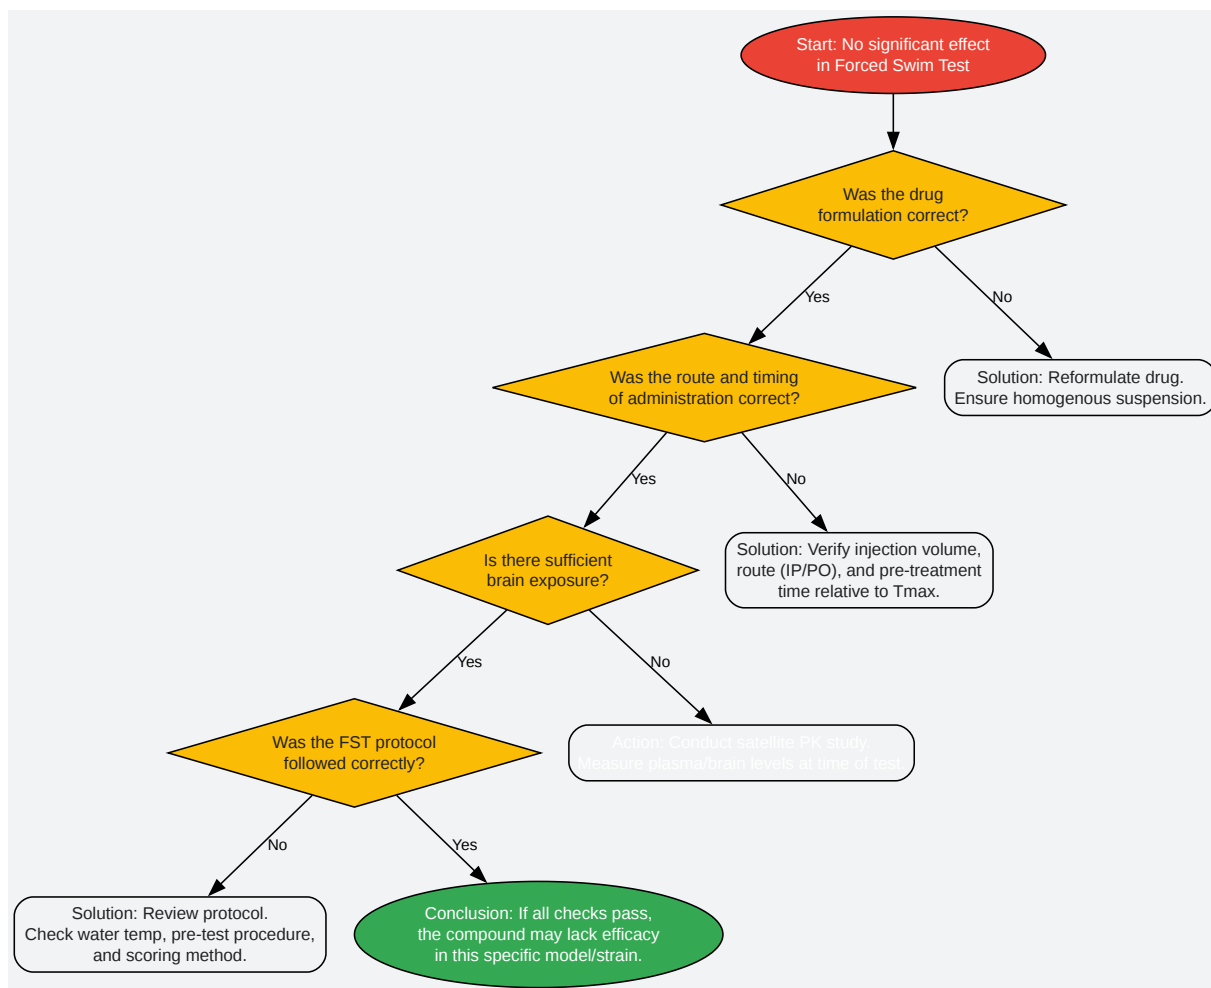 Start: No significant effect
in Forced Swim Test
Was the drug
formulation correct?
Yes
No
Was the route and timing
of administration correct?
Solution: Reformulate drug.
Ensure homogenous suspension.
Yes
No
Is there sufficient
brain exposure?
Solution: Verify injection volume,
route (IP/PO), and pre-treatment
time relative to Tmax.
Yes
No
Was the FST protocol
followed correctly?
Action: Conduct satellite PK study.
Measure plasma/brain levels at time of test.
No
Yes
Solution: Review protocol.
Check water temp, pre-test procedure,
and scoring method.
Conclusion: If all checks pass,
the compound may lack efficacy
in this specific model/strain.